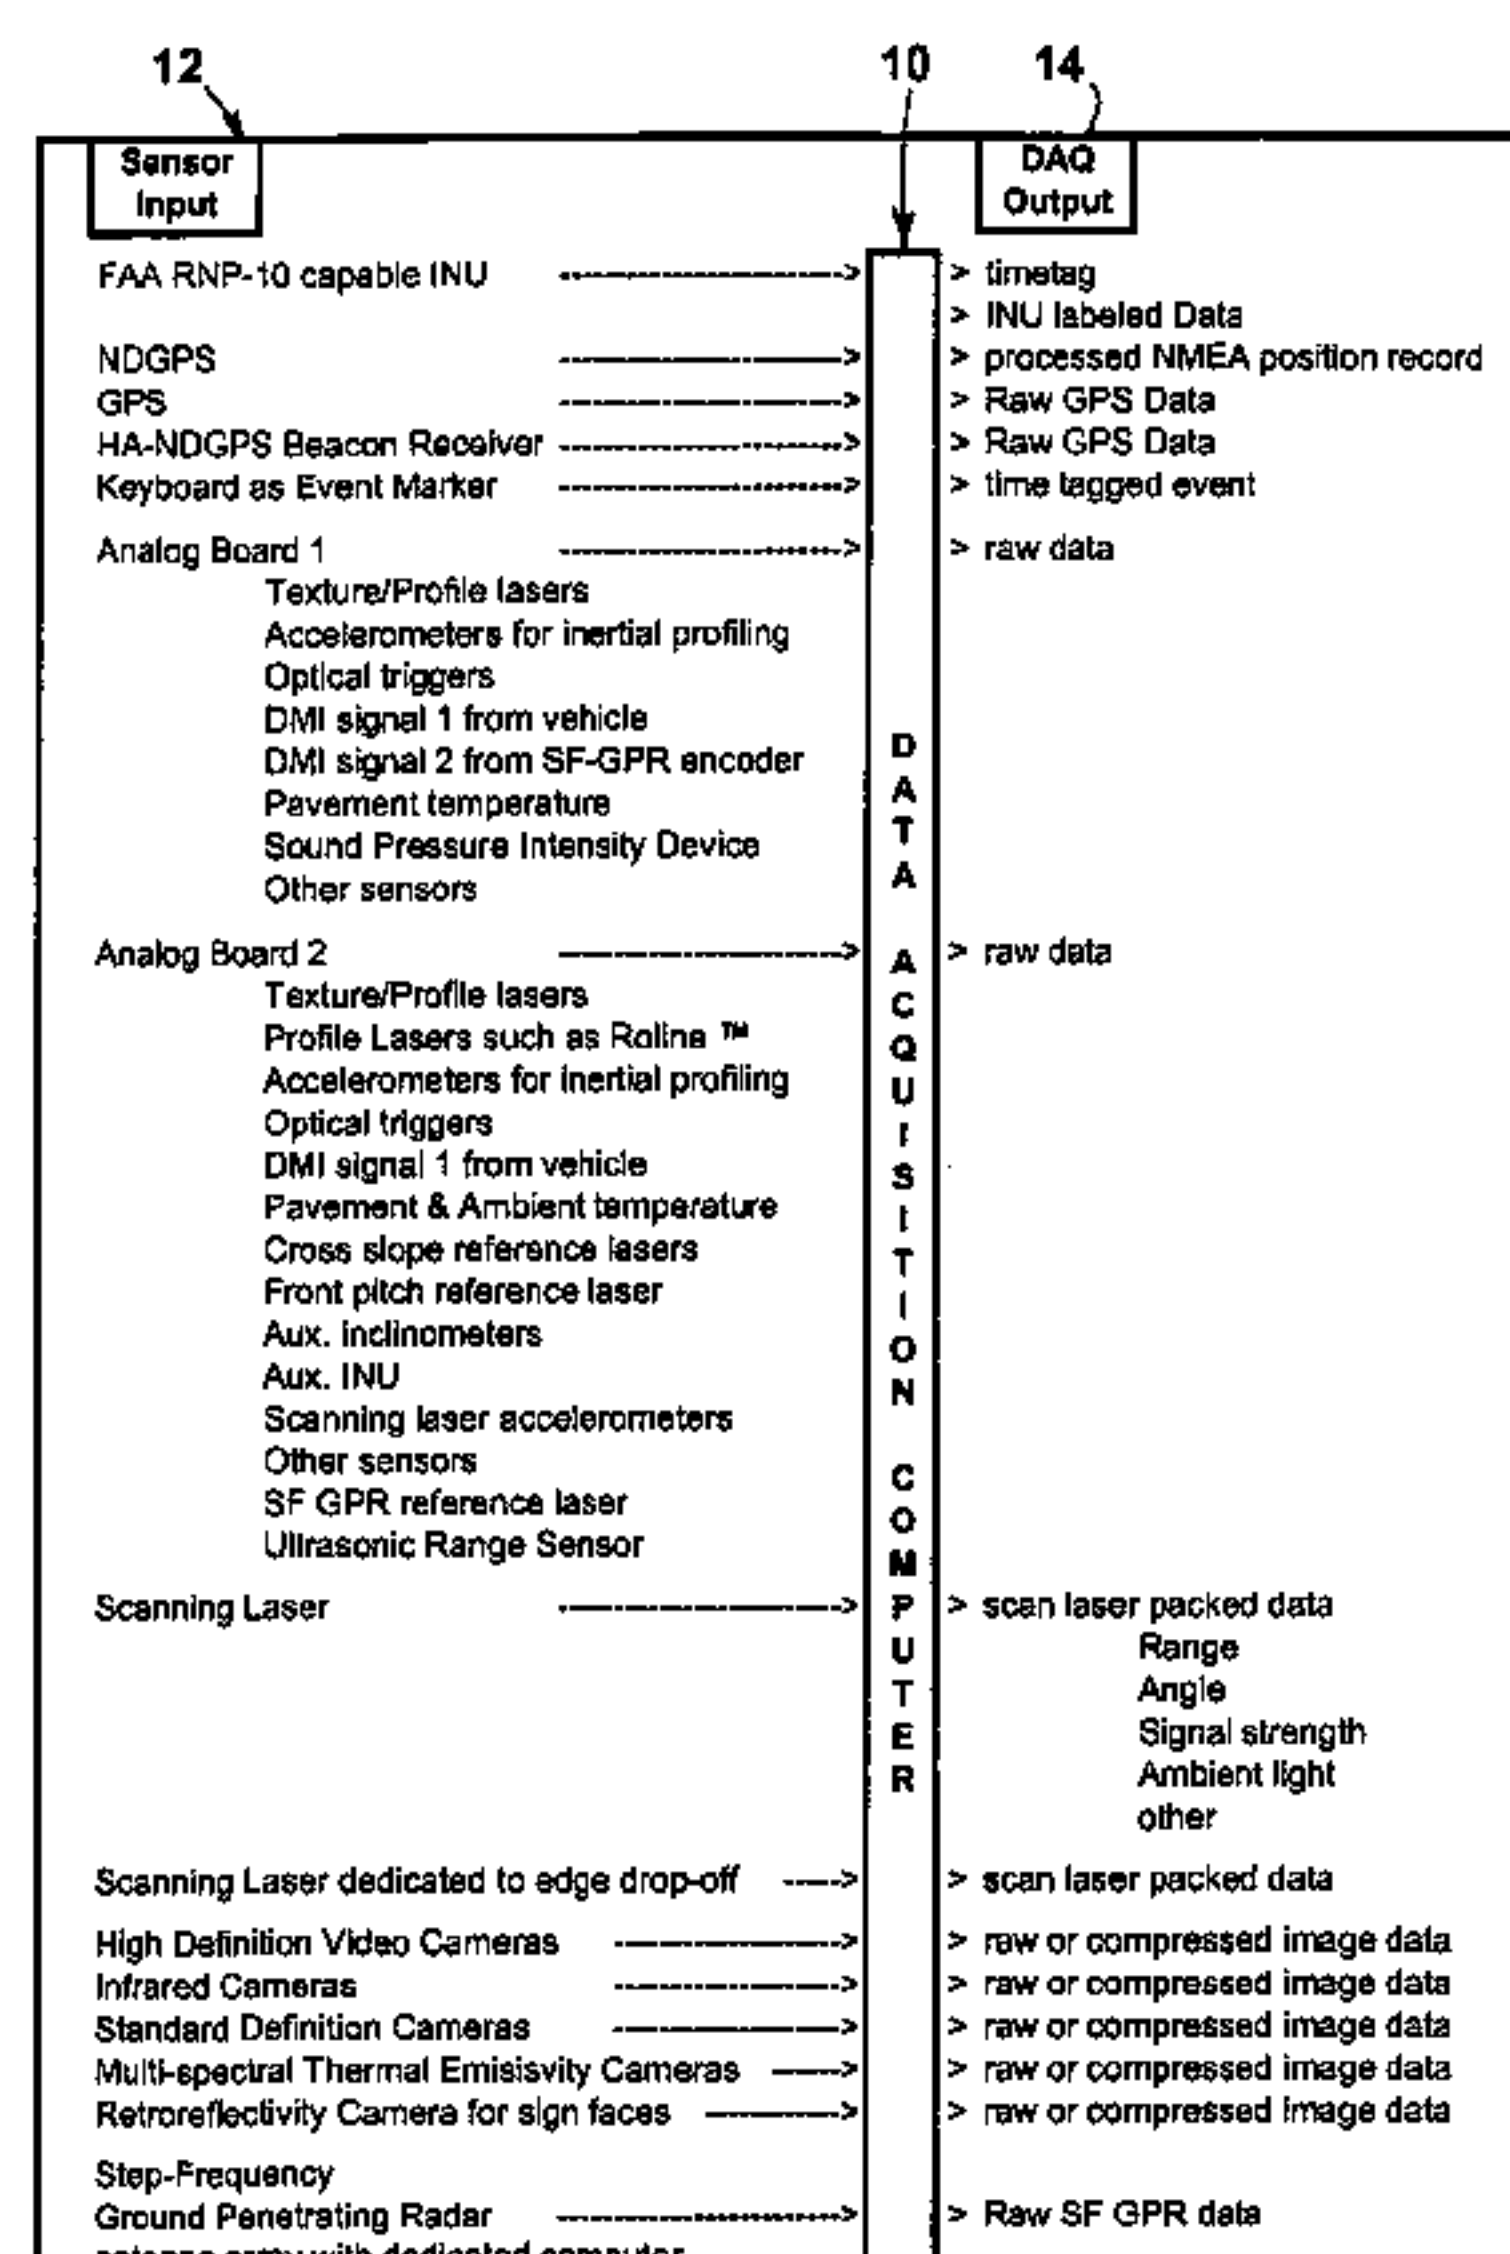 12 10 14
Sensor
Input
DAQ
Output
FAA RNP-10 capable INU > > timetag
> INU labeled Data
NDGPS > > processed NMEA position record
GPS > > Raw GPS Data
HA-NDGPS Beacon Receiver > > Raw GPS Data
Keyboard as Event Marker > > time tagged event
Analog Board 1 > > raw data
Texture/Profile lasers
Accelerometers for inertial profiling
Optical triggers
DMI signal 1 from vehicle
DMI signal 2 from SF-GPR encoder
Pavement temperature
Sound Pressure Intensity Device
Other sensors
DATA ACQUISITION COMPUTER
Analog Board 2 > > raw data
Texture/Profile lasers
Profile Lasers such as Roline ™
Accelerometers for inertial profiling
Optical triggers
DMI signal 1 from vehicle
Pavement & Ambient temperature
Cross slope reference lasers
Front pitch reference laser
Aux. inclinometers
Aux. INU
Scanning laser accelerometers
Other sensors
SF GPR reference laser
Ultrasonic Range Sensor
Scanning Laser > > scan laser packed data
Range
Angle
Signal strength
Ambient light
other
Scanning Laser dedicated to edge drop-off > > scan laser packed data
High Definition Video Cameras > > raw or compressed image data
Infrared Cameras > > raw or compressed image data
Standard Definition Cameras > > raw or compressed image data
Multi-spectral Thermal Emisisvity Cameras > > raw or compressed image data
Retroreflectivity Camera for sign faces > > raw or compressed image data
Step-Frequency
Ground Penetrating Radar > > Raw SF GPR data
with dedicated computer